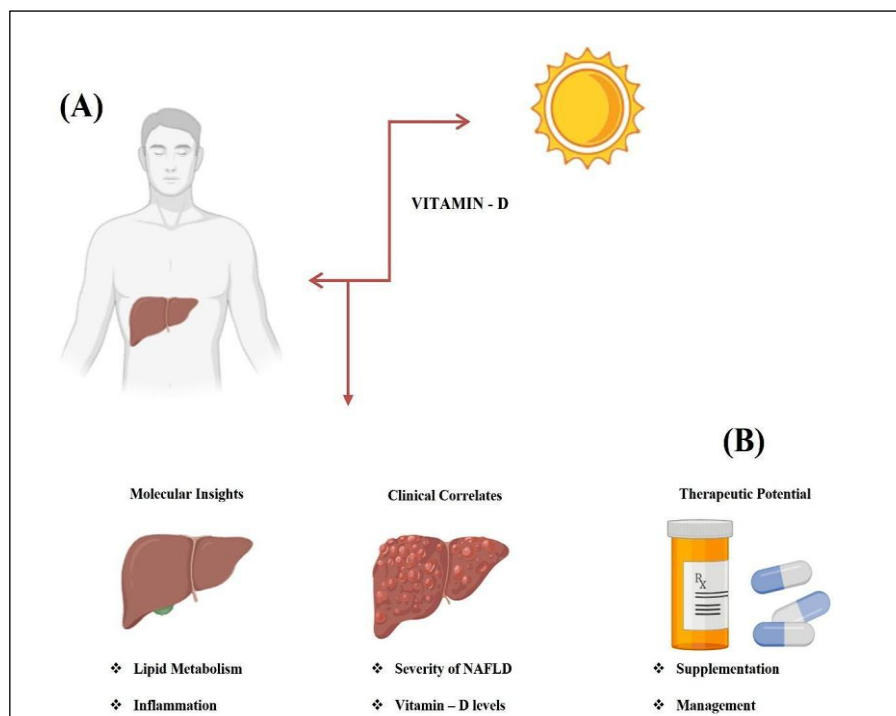 (A)
VITAMIN - D
(B)
Molecular Insights
Clinical Correlates
Therapeutic Potential
Rx
❖ Lipid Metabolism
❖ Severity of NAFLD
❖ Supplementation
❖ Inflammation
❖ Vitamin – D levels
❖ Management